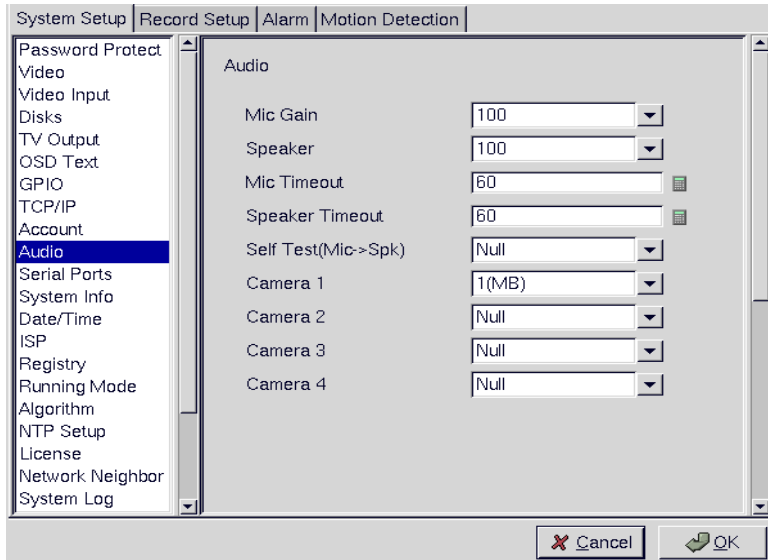 System Setup
Record Setup
Alarm
Motion Detection
Password Protect
Video
Video Input
Disks
TV Output
OSD Text
GPIO
TCP/IP
Account
Audio
Serial Ports
System Info
Date/Time
ISP
Registry
Running Mode
Algorithm
NTP Setup
License
Network Neighbor
System Log
Audio
Mic Gain 100
Speaker 100
Mic Timeout 60
Speaker Timeout 60
Self Test(Mic->Spk) Null
Camera 1 1(MB)
Camera 2 Null
Camera 3 Null
Camera 4 Null
Cancel
OK